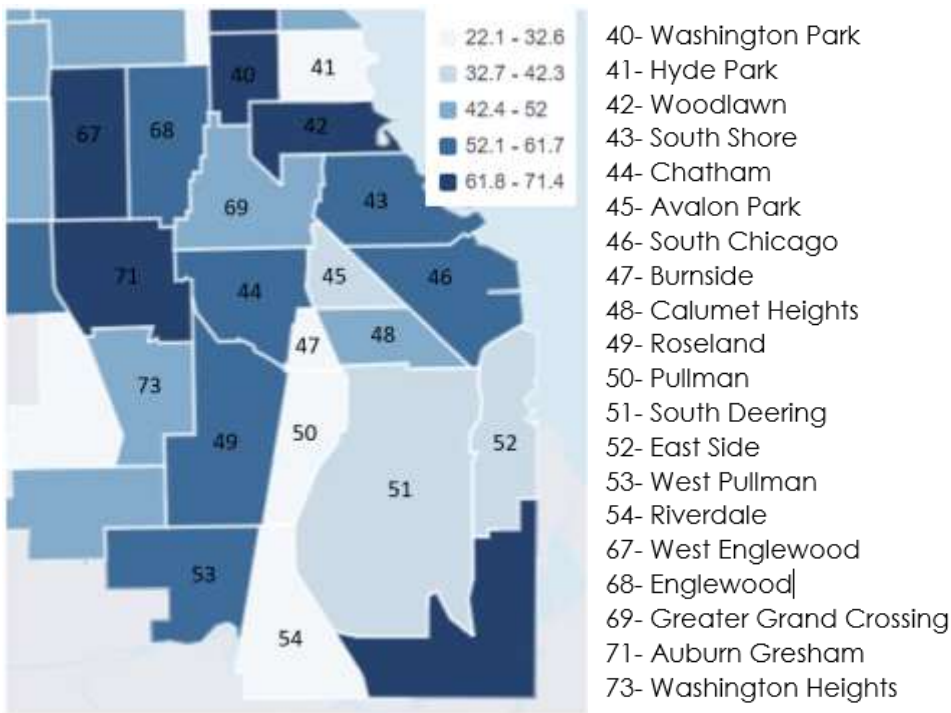 22.1 - 32.6
32.7 - 42.3
42.4 - 52
52.1 - 61.7
61.8 - 71.4
40
41
42
67
68
69
43
71
44
45
46
47
48
73
49
50
51
52
53
54
40- Washington Park
41- Hyde Park
42- Woodlawn
43- South Shore
44- Chatham
45- Avalon Park
46- South Chicago
47- Burnside
48- Calumet Heights
49- Roseland
50- Pullman
51- South Deering
52- East Side
53- West Pullman
54- Riverdale
67- West Englewood
68- Englewood
69- Greater Grand Crossing
71- Auburn Gresham
73- Washington Heights